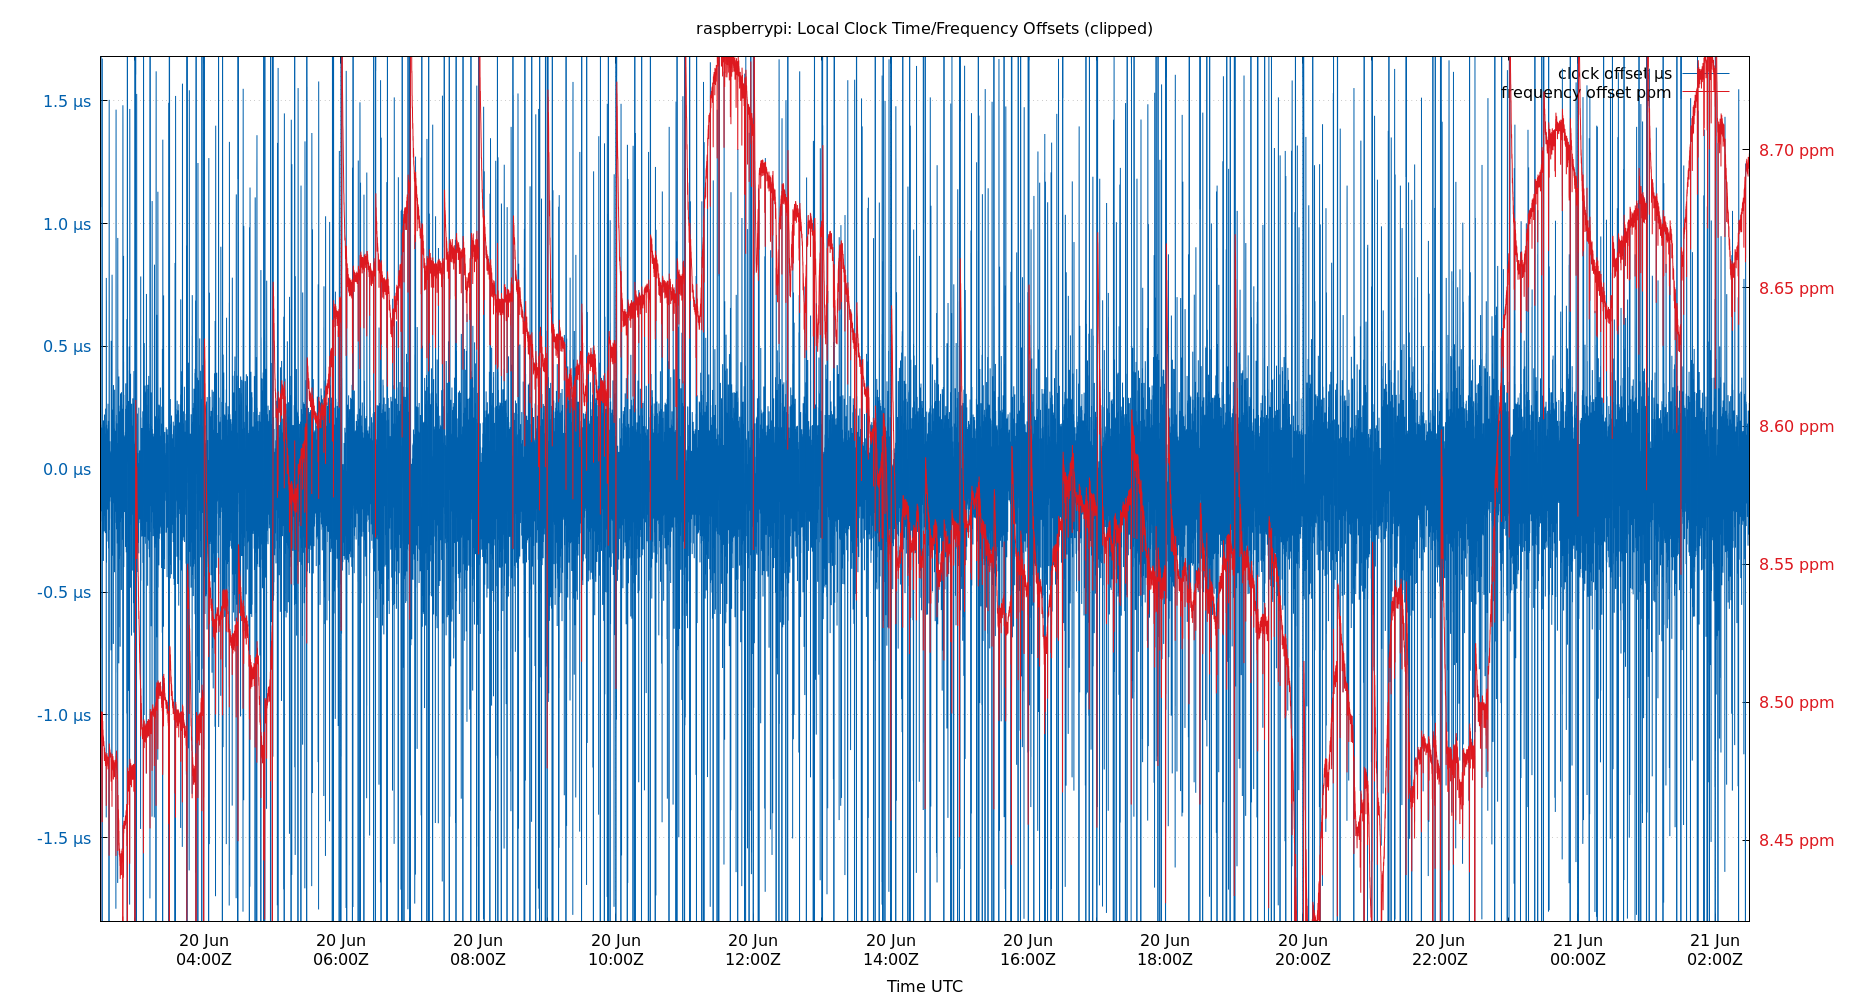 raspberrypi: Local Clock Time/Frequency Offsets (clipped)
clock offset µs
frequency offset ppm
1.5 µs
1.0 µs
0.5 µs
0.0 µs
-0.5 µs
-1.0 µs
-1.5 µs
8.70 ppm
8.65 ppm
8.60 ppm
8.55 ppm
8.50 ppm
8.45 ppm
20 Jun 20 Jun 20 Jun 20 Jun 20 Jun 20 Jun 20 Jun 20 Jun 20 Jun 20 Jun 21 Jun 21 Jun
04:00Z 06:00Z 08:00Z 10:00Z 12:00Z 14:00Z 16:00Z 18:00Z 20:00Z 22:00Z 00:00Z 02:00Z
Time UTC